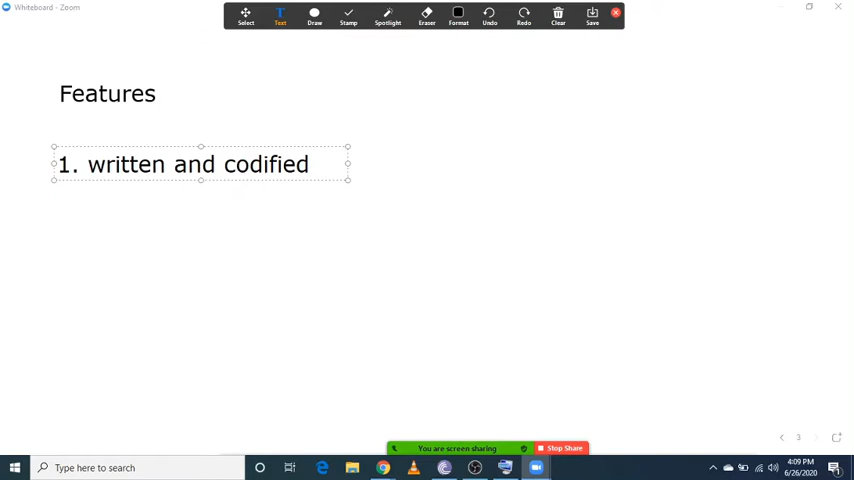 Whiteboard - Zoom
Select
Text
Draw
Stamp
Spotlight
Eraser
Format
Undo
Redo
Clear
Save
Features
1. written and codified
3
You are screen sharing
Stop Share
Type here to search
4:09 PM
6/26/2020